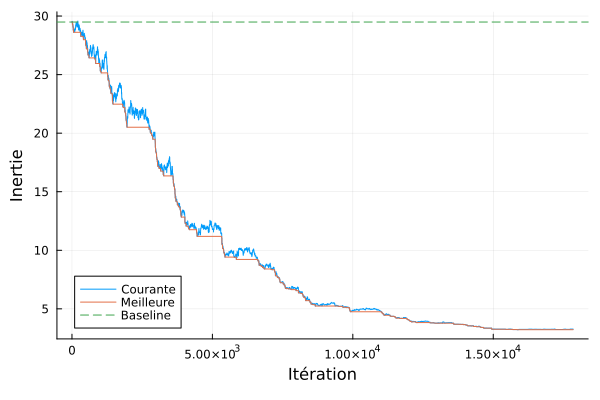 30
25
20
15
10
5
Inertie
Courante
Meilleure
Baseline
0
5.00×10³
1.00×10⁴
1.50×10⁴
Itération